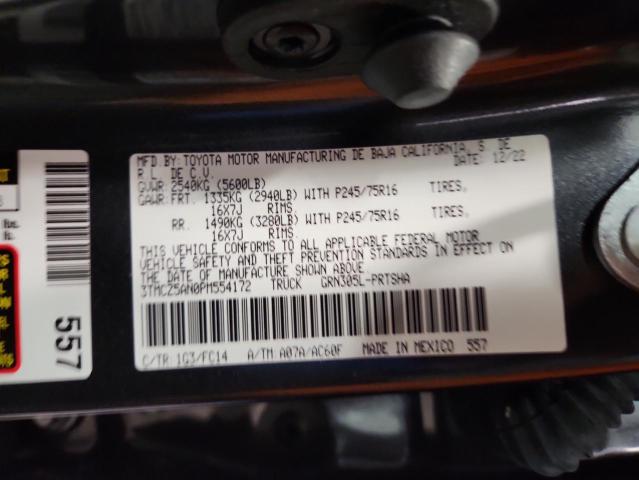 MFD BY: TOYOTA MOTOR MANUFACTURING DE BAJA CALIFORNIA, S. DE
R.L. DE C.V. DATE: 12/22
GVWR: 2540KG (5600LB)
GAWR: FRT. 1335KG (2940LB) WITH P245/75R16 TIRES,
16X7J RIMS
RR. 1490KG (3280LB) WITH P245/75R16 TIRES,
16X7J RIMS.
THIS VEHICLE CONFORMS TO ALL APPLICABLE FEDERAL MOTOR
VEHICLE SAFETY AND THEFT PREVENTION STANDARDS IN EFFECT ON
THE DATE OF MANUFACTURE SHOWN ABOVE.
3TMCZ5AN0PM554172 TRUCK GRN305L-PRTSHA
C/TR: 1G3/FC14 A/TM: A07A/AC60F MADE IN MEXICO 557
557